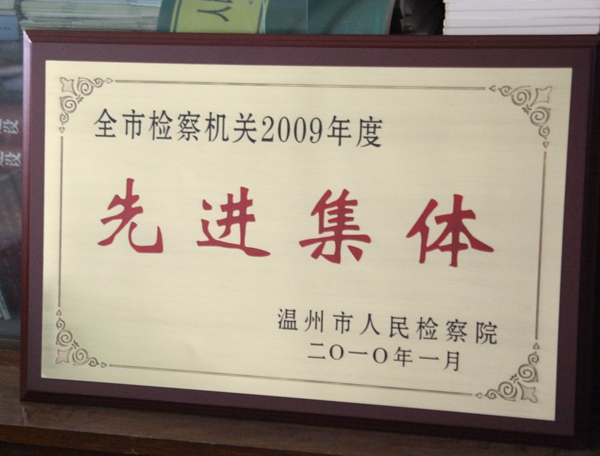 全市检察机关2009年度
先进集体
温州市人民检察院
二〇一〇年一月